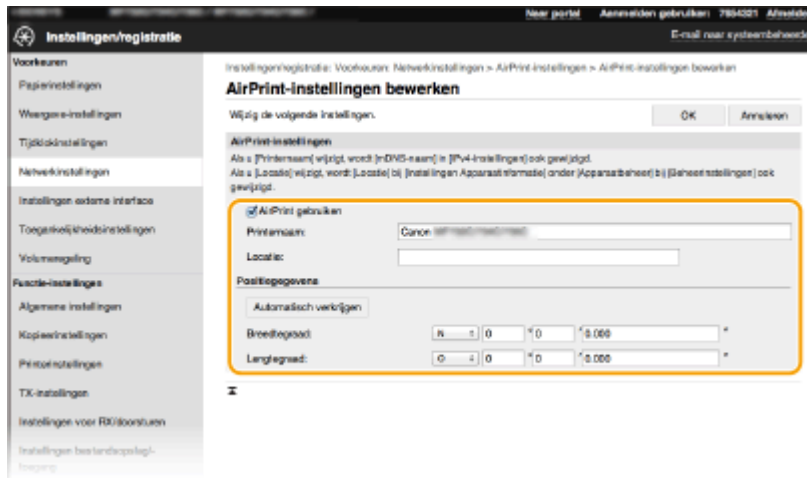 Naar portal Aanmelden gebruiker: 7654321 Afmelde
Instellingen/registratie
E-mail naar systeembeheerde
Voorkeuren
Papierinstellingen
Weergave-instellingen
Tijdklokinstellingen
Netwerkinstellingen
Instellingen externe interface
Toegankelijkheidsinstellingen
Volumeregeling
Functie-instellingen
Algemene instellingen
Kopieerinstellingen
Printerinstellingen
TX-instellingen
Instellingen voor RX/doorsturen
Instellingen bestandsopslag/-
toegang
Instellingen/registratie: Voorkeuren: Netwerkinstellingen > AirPrint-instellingen > AirPrint-instellingen bewerken
AirPrint-instellingen bewerken
Wijzig de volgende instellingen.
OK
Annuleren
AirPrint-instellingen
Als u [Printernaam] wijzigt, wordt [mDNS-naam] in [IPv4-instellingen] ook gewijzigd.
Als u [Locatie] wijzigt, wordt [Locatie] bij [Instellingen Apparaatinformatie] onder [Apparaatbeheer] bij [Beheerinstellingen] ook
gewijzigd.
AirPrint gebruiken
Printernaam: Canon
Locatie:
Positiegegevens
Automatisch verkrijgen
Breedtegraad: N 0 ° 0 ' 0.000 "
Lengtegraad: O 0 ° 0 ' 0.000 "